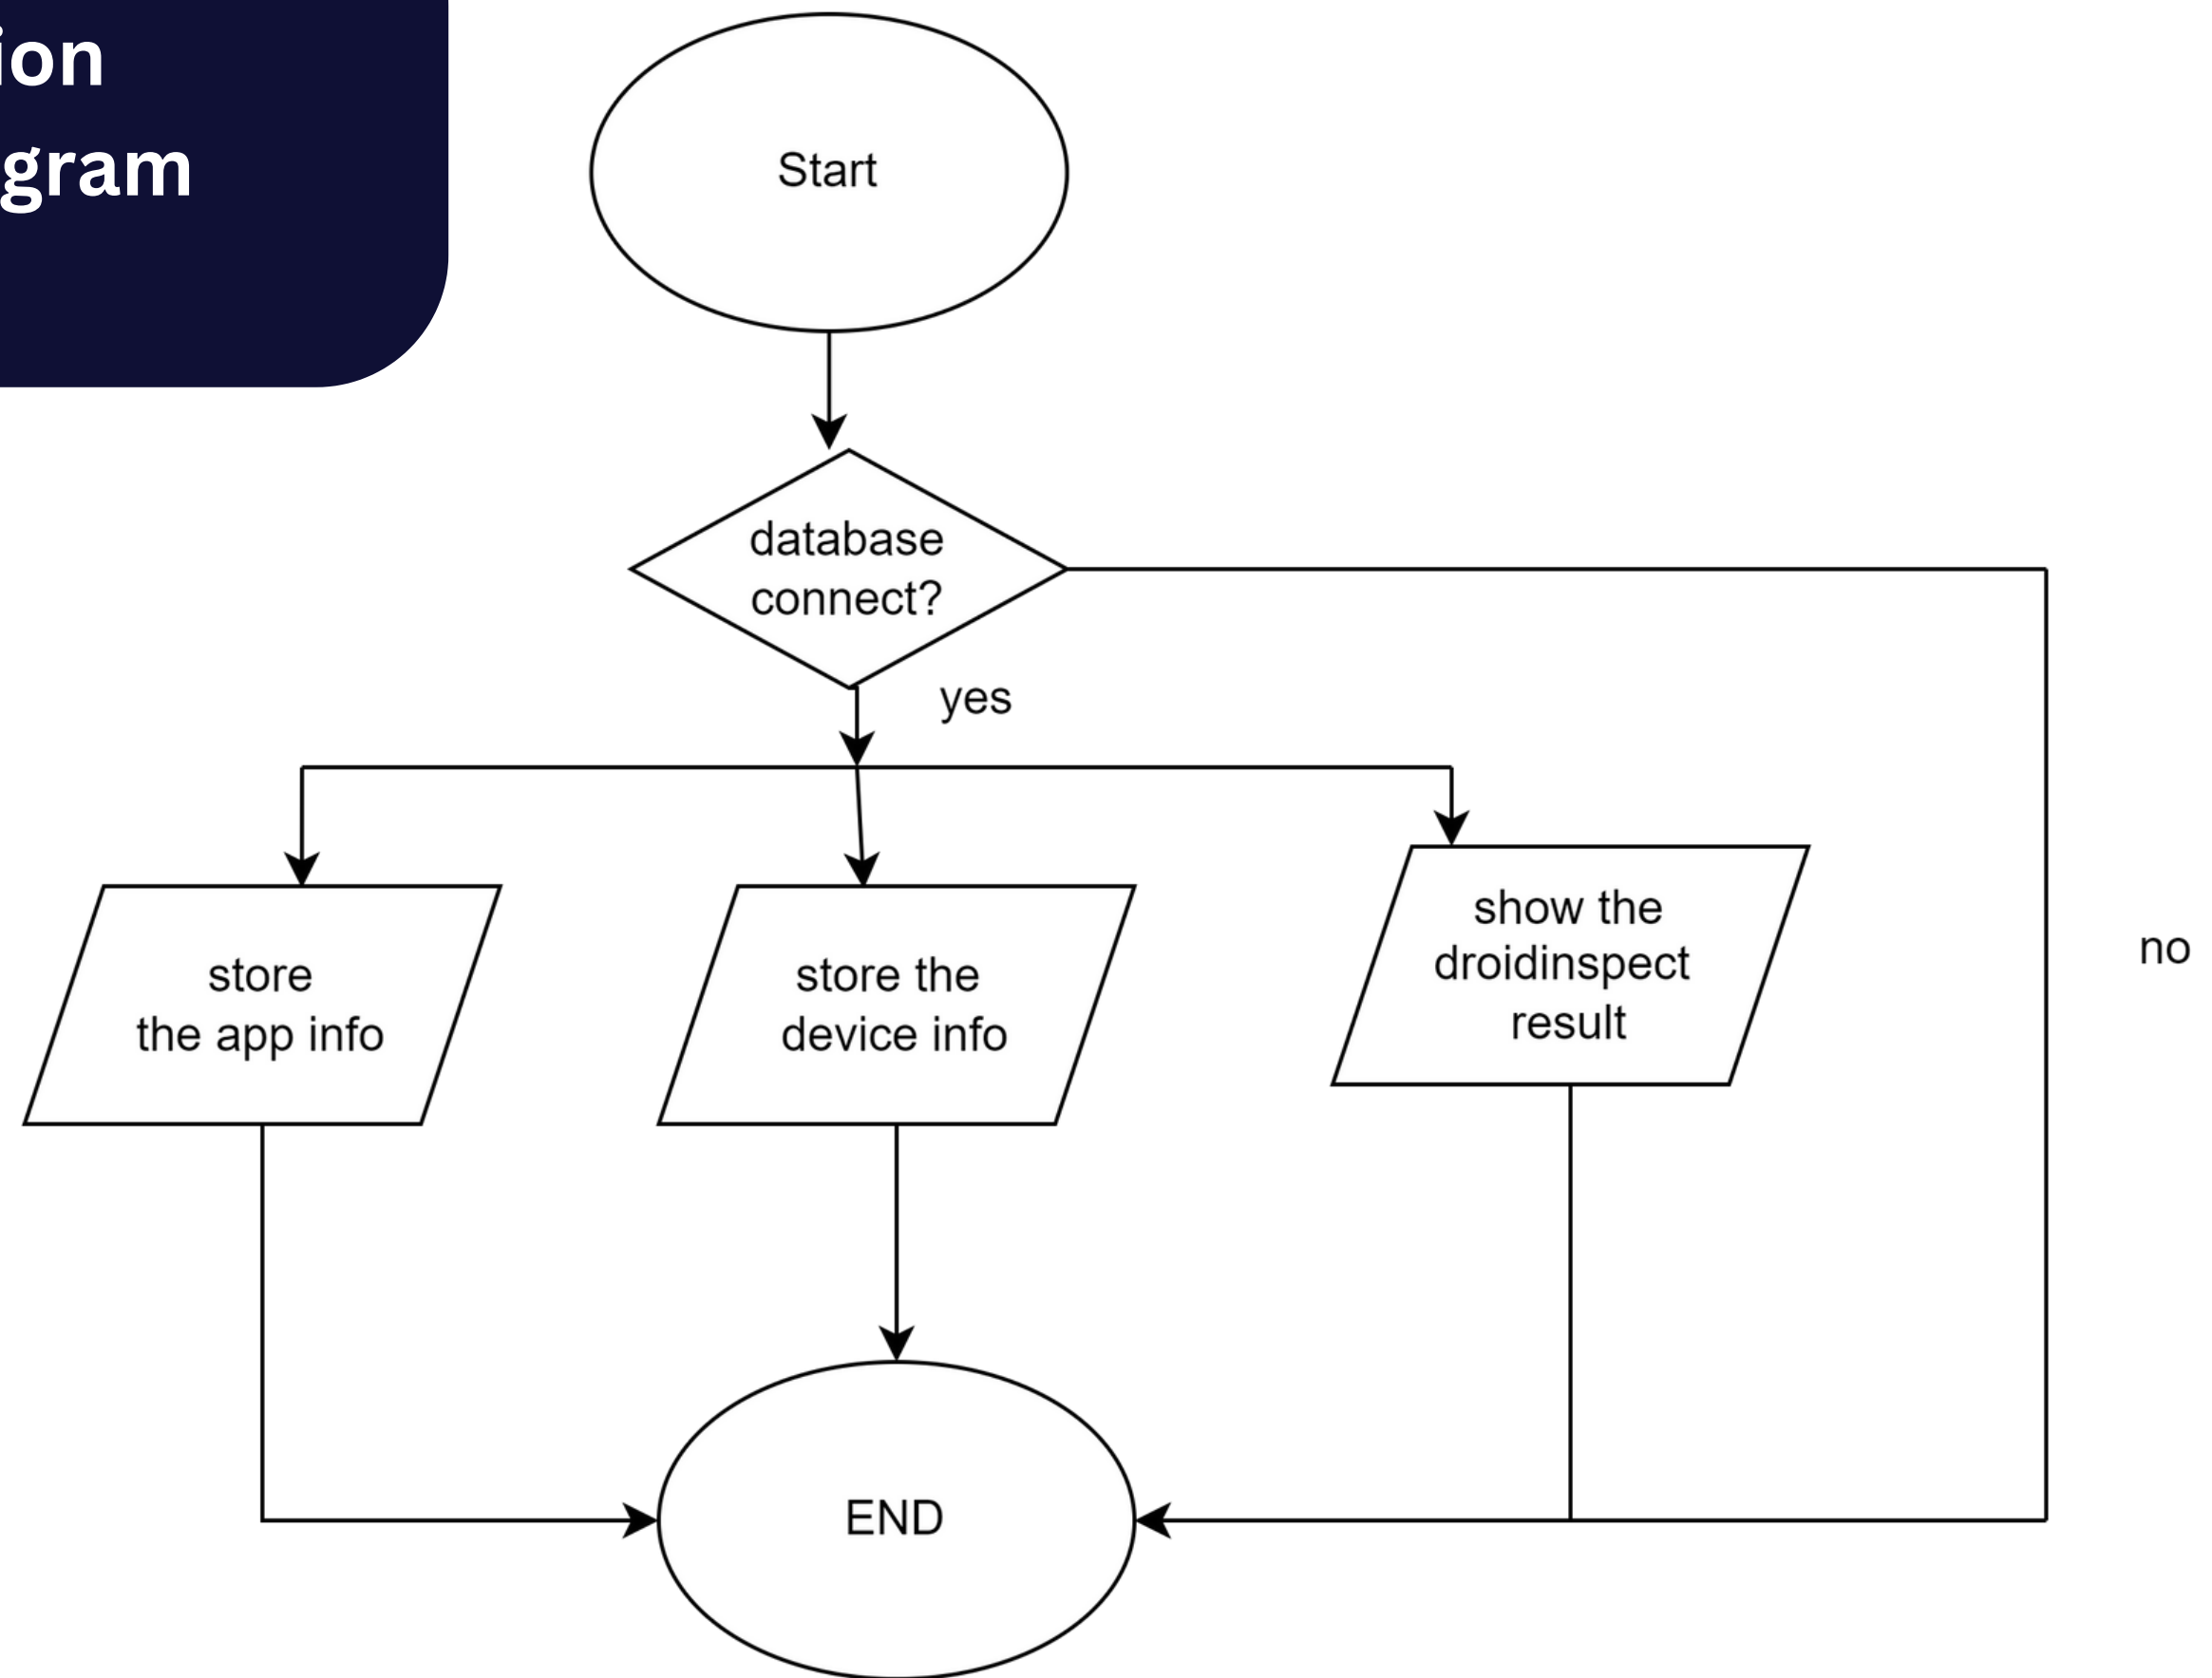 ion
gram
Start
database
connect?
yes
store
the app info
store the
device info
show the
droidinspect
result
no
END